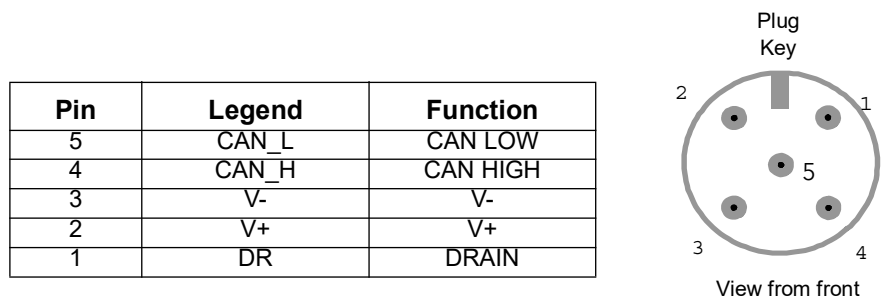 Pin Legend Function
5 CAN_L CAN LOW
4 CAN_H CAN HIGH
3 V- V-
2 V+ V+
1 DR DRAIN
Plug
Key
2
1
5
3
4
View from front